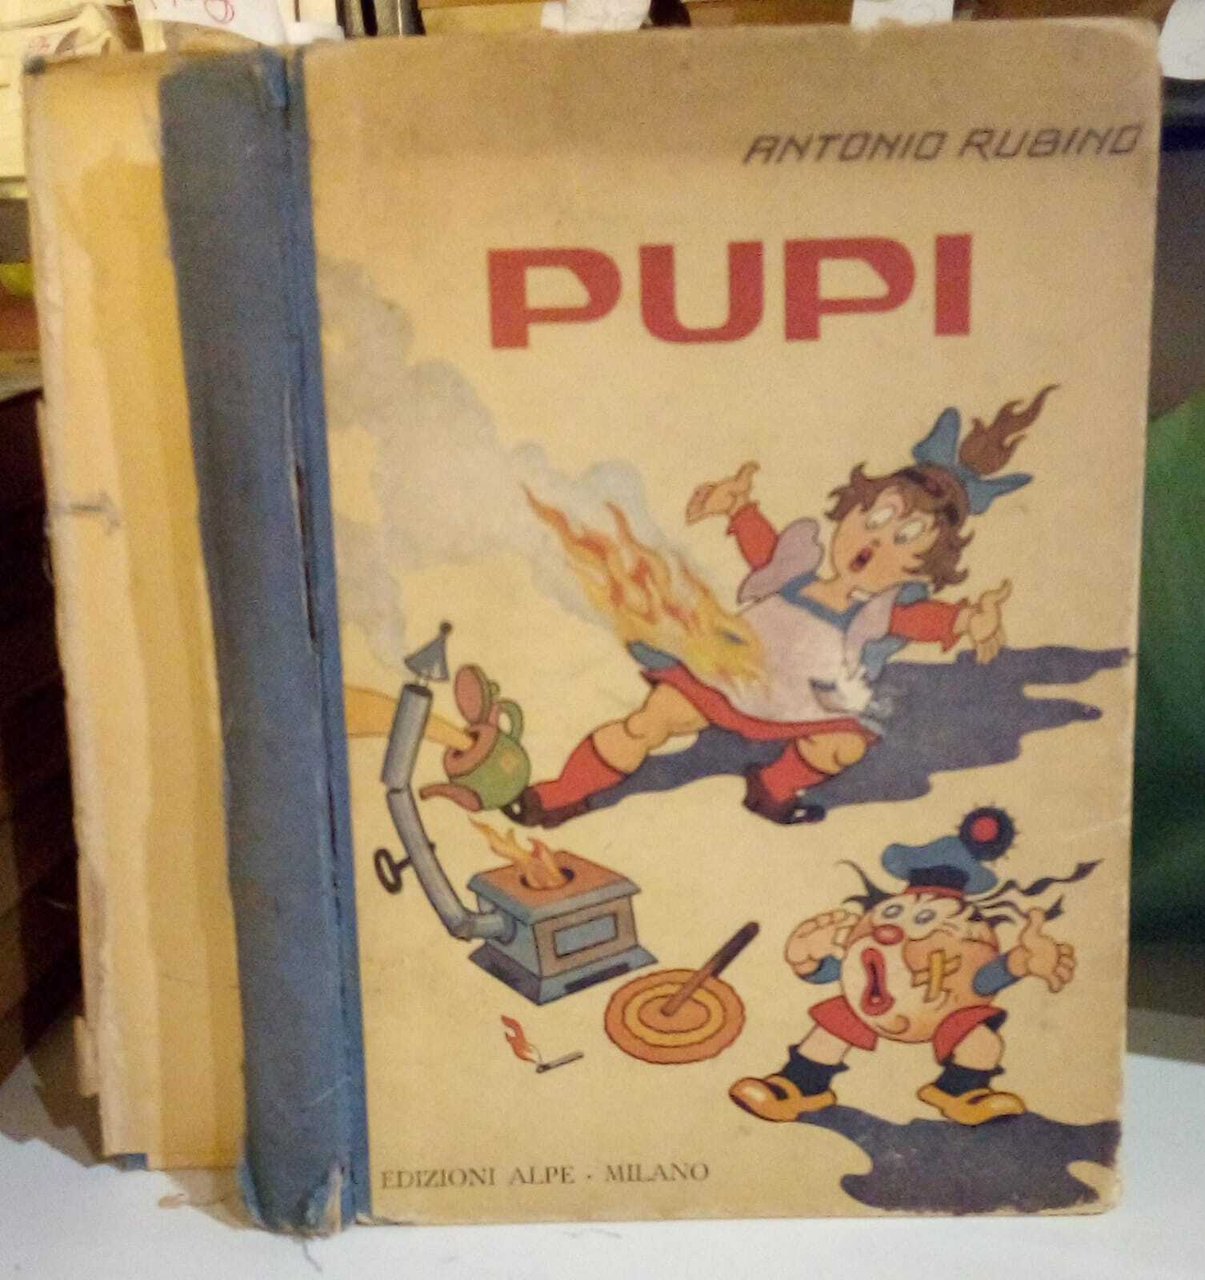 ANTONIO RUBINO
PUPI
EDIZIONI ALPE · MILANO